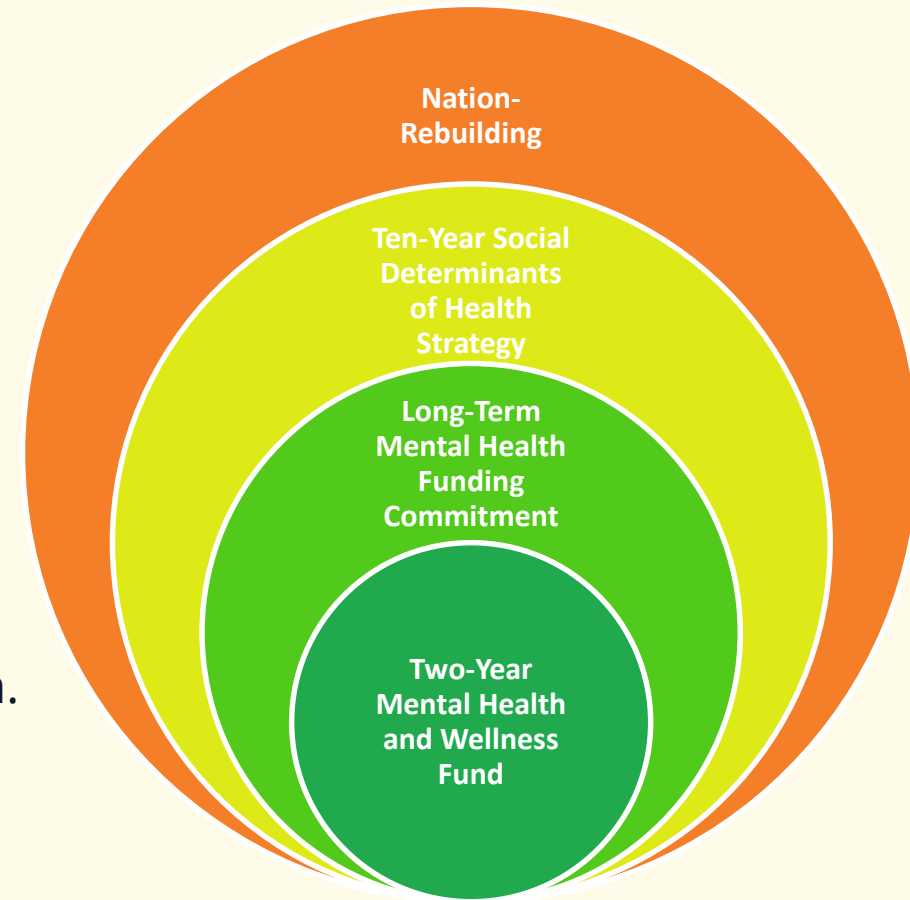 Nation-
Rebuilding
Ten-Year Social
Determinants
of Health
Strategy
Long-Term
Mental Health
Funding
Commitment
Two-Year
Mental Health
and Wellness
Fund